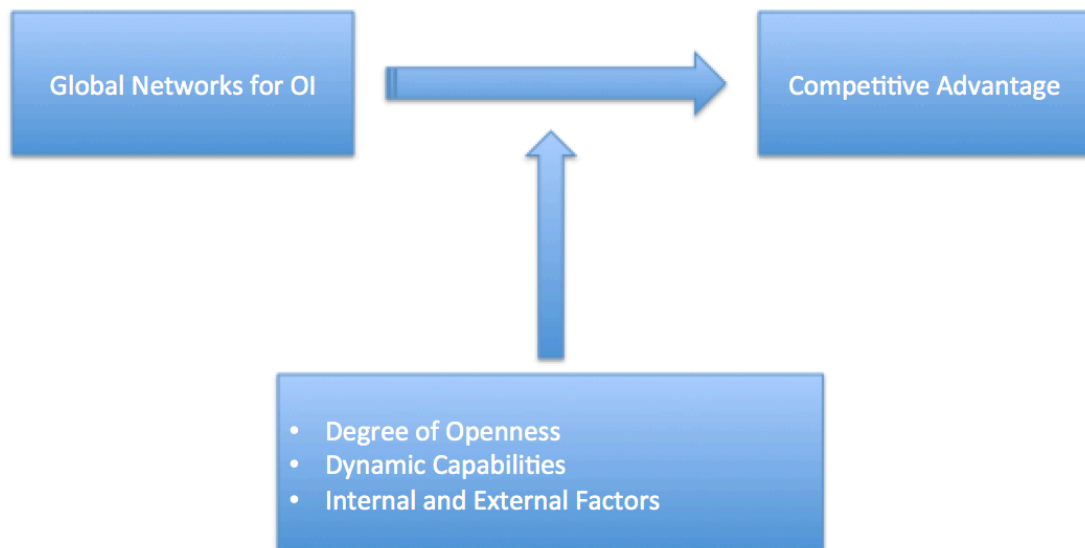 Global Networks for OI
Competitive Advantage
• Degree of Openness
• Dynamic Capabilities
• Internal and External Factors